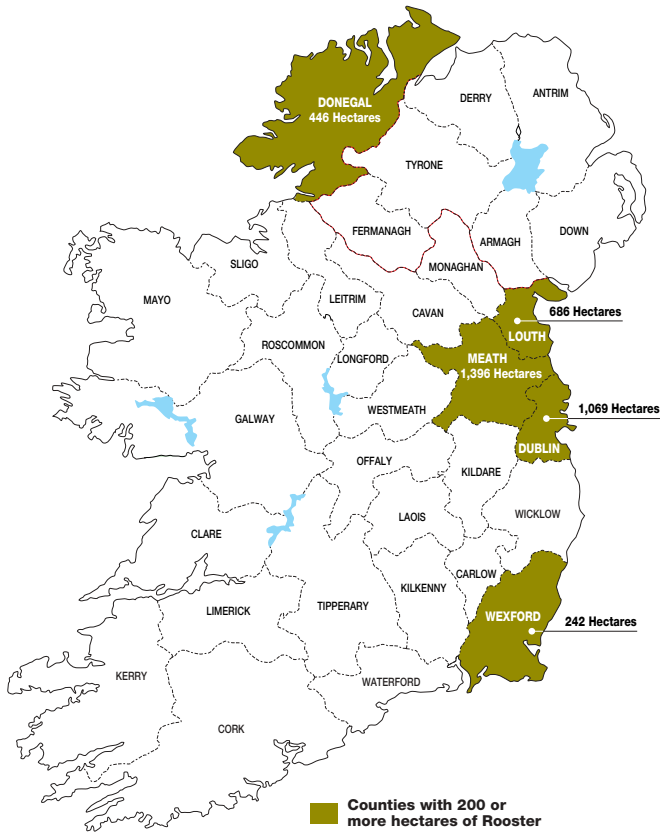 DONEGAL
446 Hectares
DERRY
ANTRIM
TYRONE
FERMANAGH
ARMAGH
DOWN
MONAGHAN
SLIGO
MAYO
LEITRIM
CAVAN
686 Hectares
LOUTH
ROSCOMMON
LONGFORD
MEATH
1,396 Hectares
GALWAY
WESTMEATH
1,069 Hectares
DUBLIN
OFFALY
KILDARE
LAOIS
WICKLOW
CLARE
CARLOW
KILKENNY
LIMERICK
TIPPERARY
WEXFORD
242 Hectares
KERRY
WATERFORD
CORK
Counties with 200 or
more hectares of Rooster